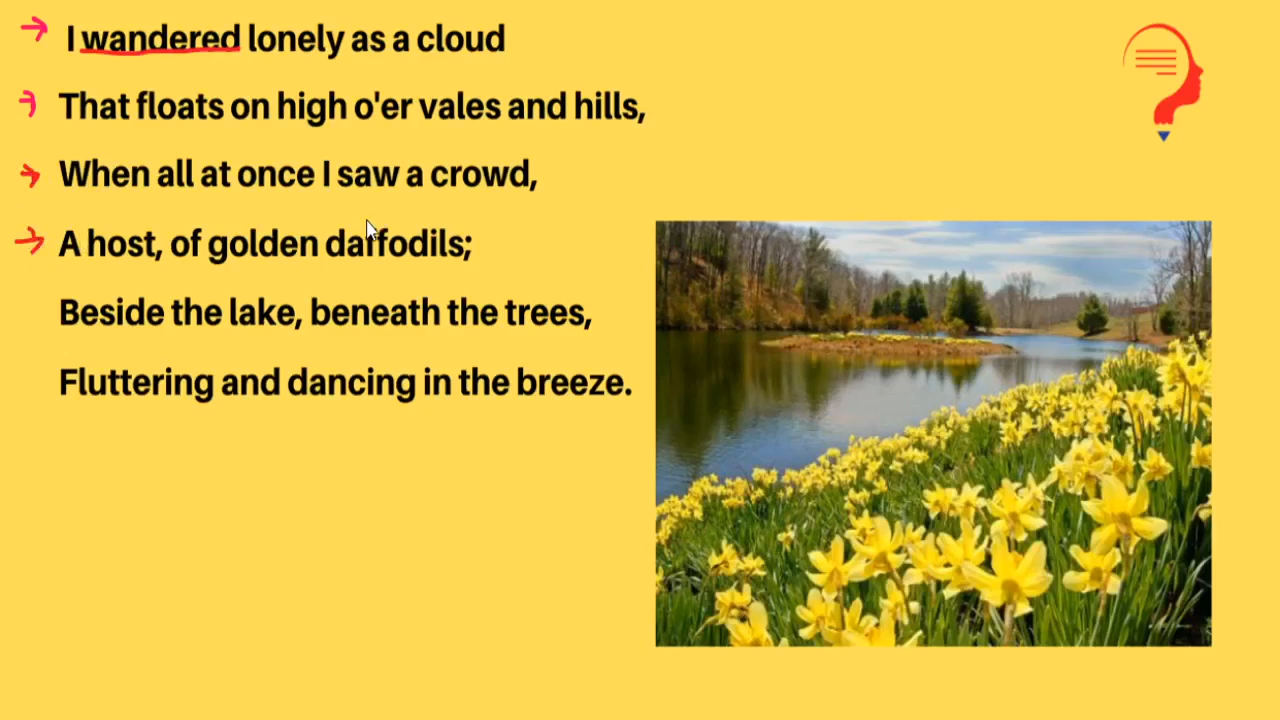 I wandered lonely as a cloud
That floats on high o'er vales and hills,
When all at once I saw a crowd,
A host, of golden daffodils;
Beside the lake, beneath the trees,
Fluttering and dancing in the breeze.